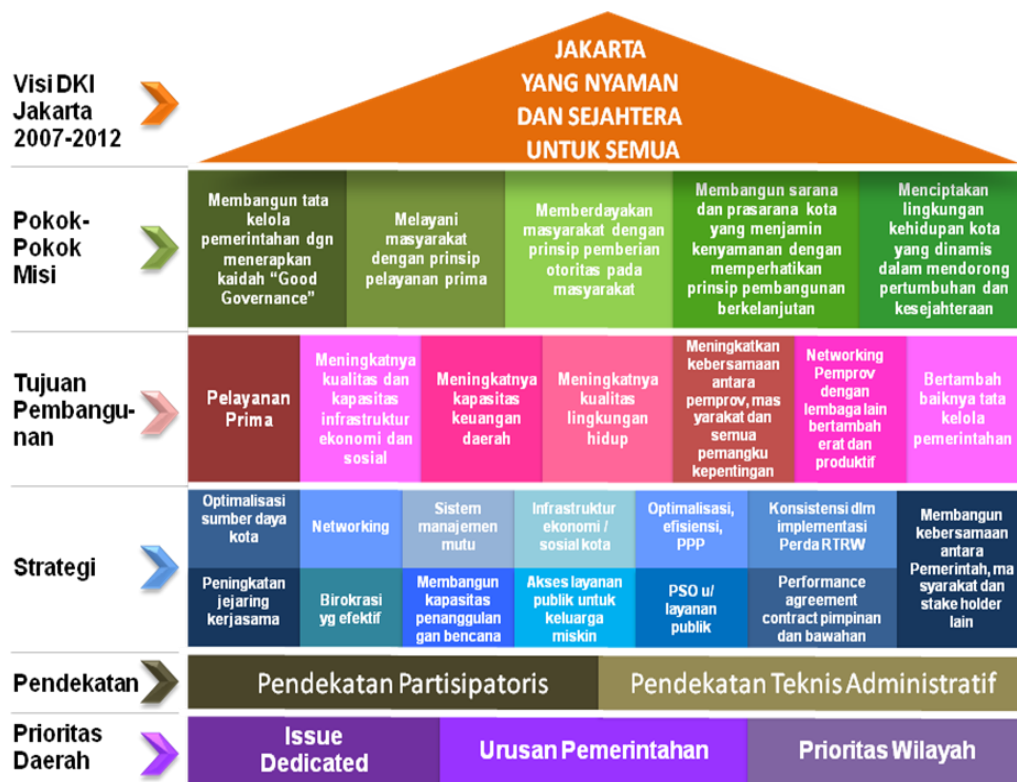 Visi DKI
Jakarta
2007-2012
JAKARTA
YANG NYAMAN
DAN SEJAHTERA
UNTUK SEMUA
Pokok-
Pokok
Misi
Membangun tata
kelola
pemerintahan dgn
menerapkan
kaidah “Good
Governance”
Melayani
masyarakat
dengan prinsip
pelayanan prima
Memberdayakan
masyarakat dengan
prinsip pemberian
otoritas pada
masyarakat
Membangun sarana
dan prasarana kota
yang menjamin
kenyamanan dengan
memperhatikan
prinsip pembangunan
berkelanjutan
Menciptakan
lingkungan
kehidupan kota
yang dinamis
dalam mendorong
pertumbuhan dan
kesejahteraan
Tujuan
Pembangu-
nan
Pelayanan
Prima
Meningkatnya
kualitas dan
kapasitas
infrastruktur
ekonomi dan
sosial
Meningkatnya
kapasitas
keuangan
daerah
Meningkatnya
kualitas
lingkungan
hidup
Meningkatkan
kebersamaan
antara
pemprov, mas
yarakat dan
semua
pemangku
kepentingan
Networking
Pemprov
dengan
lembaga lain
bertambah
erat dan
produktif
Bertambah
baiknya tata
kelola
pemerintahan
Strategi
Optimalisasi
sumber daya
kota
Networking
Sistem
manajemen
mutu
Infrastruktur
ekonomi /
sosial kota
Optimalisasi,
efisiensi,
PPP
Konsistensi dlm
implementasi
Perda RTRW
Membangun
kebersamaan
antara
Pemerintah, ma
syarakat dan
stake holder
lain
Peningkatan
jejaring
kerjasama
Birokrasi
yg efektif
Membangun
kapasitas
penanggulan
gan bencana
Akses layanan
publik untuk
keluarga
miskin
PSO u/
layanan
publik
Performance
agreement
contract pimpinan
dan bawahan
Pendekatan
Pendekatan Partisipatoris
Pendekatan Teknis Administratif
Prioritas
Daerah
Issue
Dedicated
Urusan Pemerintahan
Prioritas Wilayah